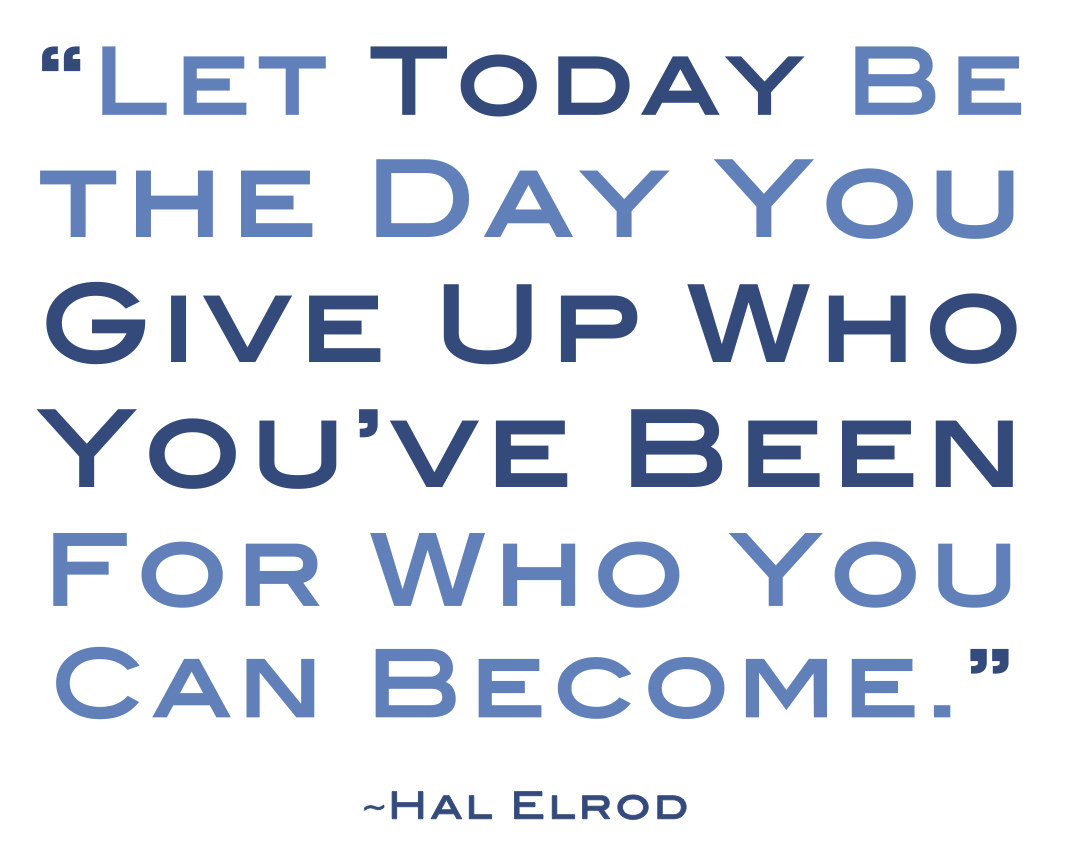 “Let Today Be
the Day You
Give Up Who
You’ve Been
For Who You
Can Become.”
~Hal Elrod